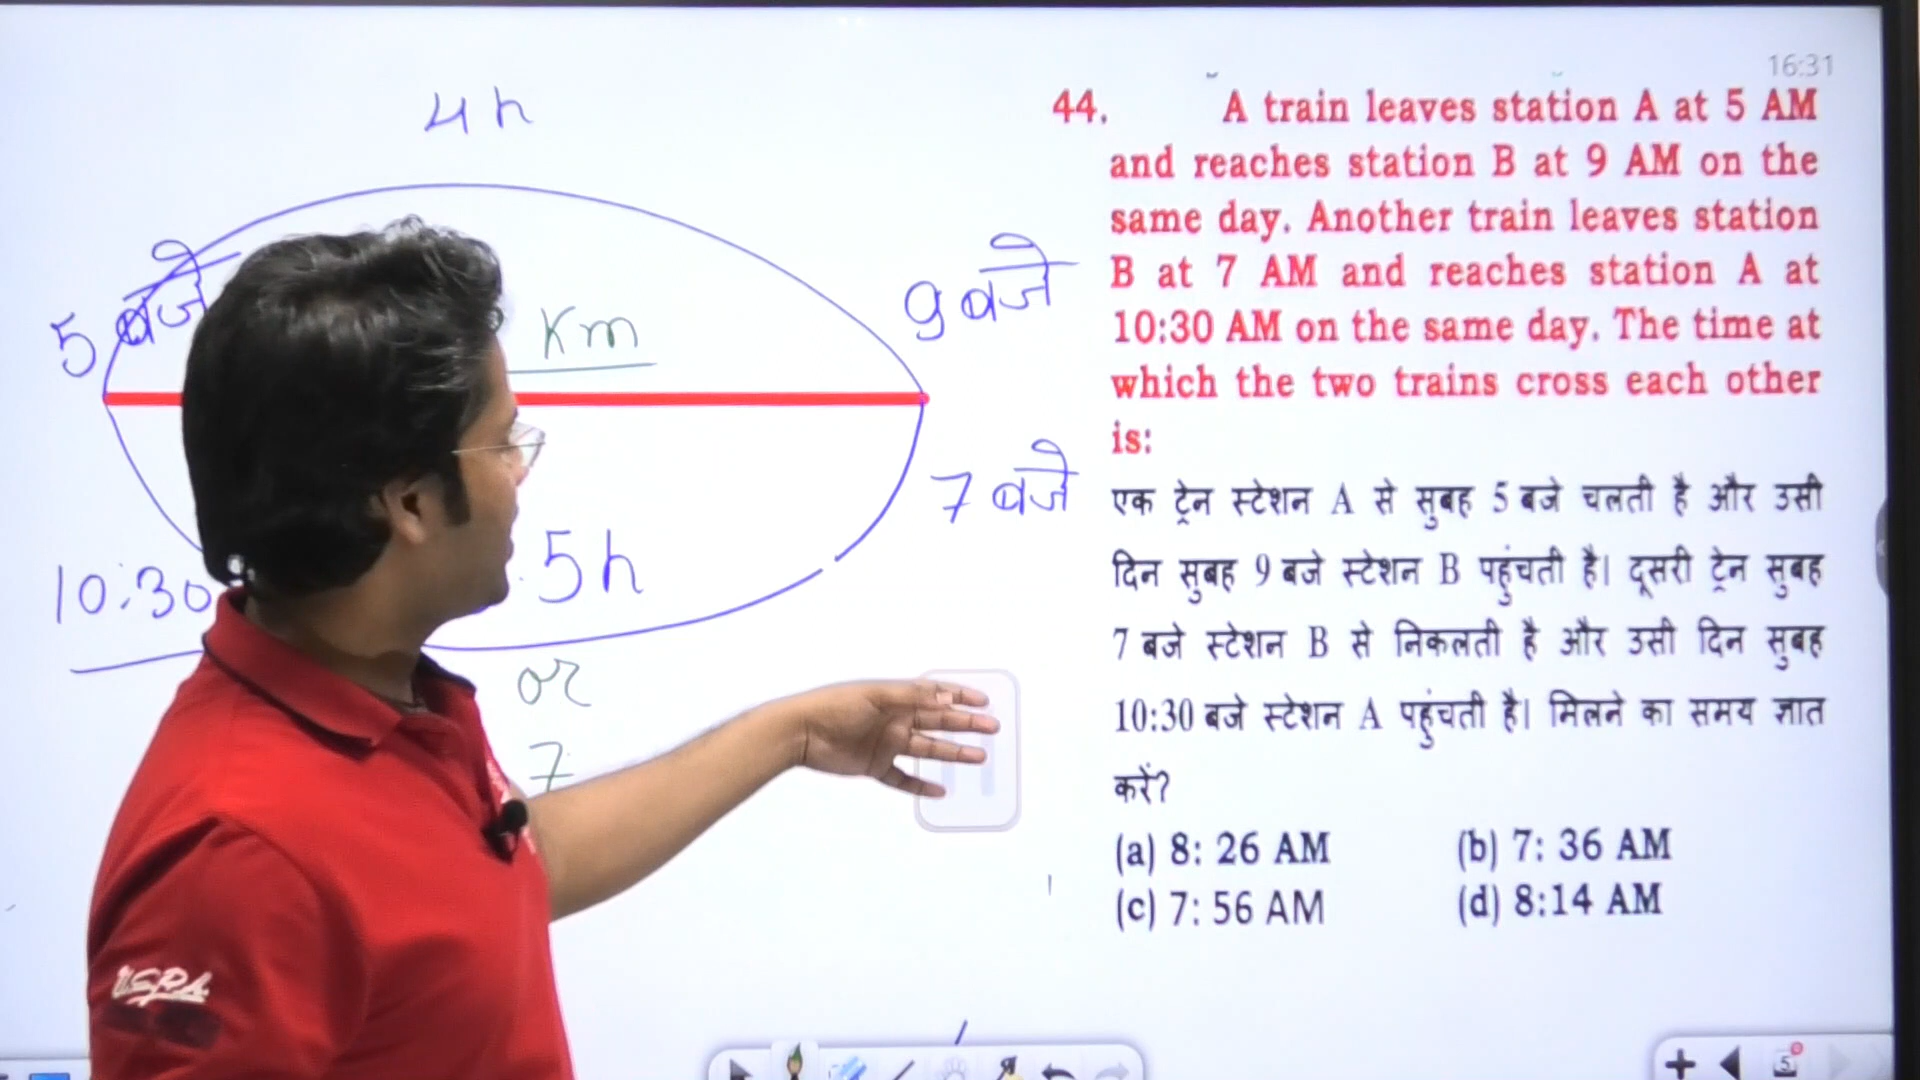 16:31
4h
5 बजे
Km
9 बजे
7 बजे
10:30
5h
or
7
44. A train leaves station A at 5 AM
and reaches station B at 9 AM on the
same day. Another train leaves station
B at 7 AM and reaches station A at
10:30 AM on the same day. The time at
which the two trains cross each other
is:
एक ट्रेन स्टेशन A से सुबह 5 बजे चलती है और उसी
दिन सुबह 9 बजे स्टेशन B पहुंचती है। दूसरी ट्रेन सुबह
7 बजे स्टेशन B से निकलती है और उसी दिन सुबह
10:30 बजे स्टेशन A पहुंचती है। मिलने का समय ज्ञात
करें?
(a) 8: 26 AM (b) 7: 36 AM
(c) 7: 56 AM (d) 8:14 AM
U.S.P.A.
5